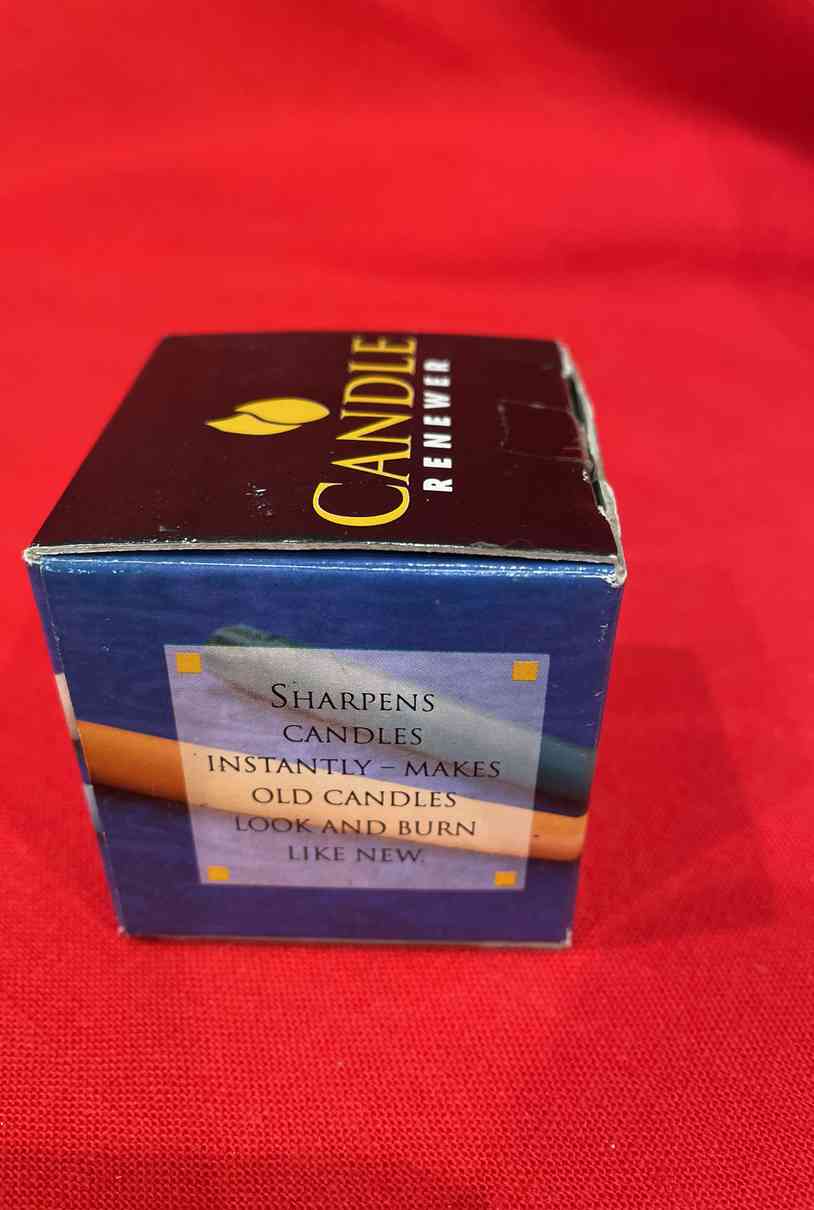 CANDLE
RENEWER
SHARPENS
CANDLES
INSTANTLY – MAKES
OLD CANDLES
LOOK AND BURN
LIKE NEW.